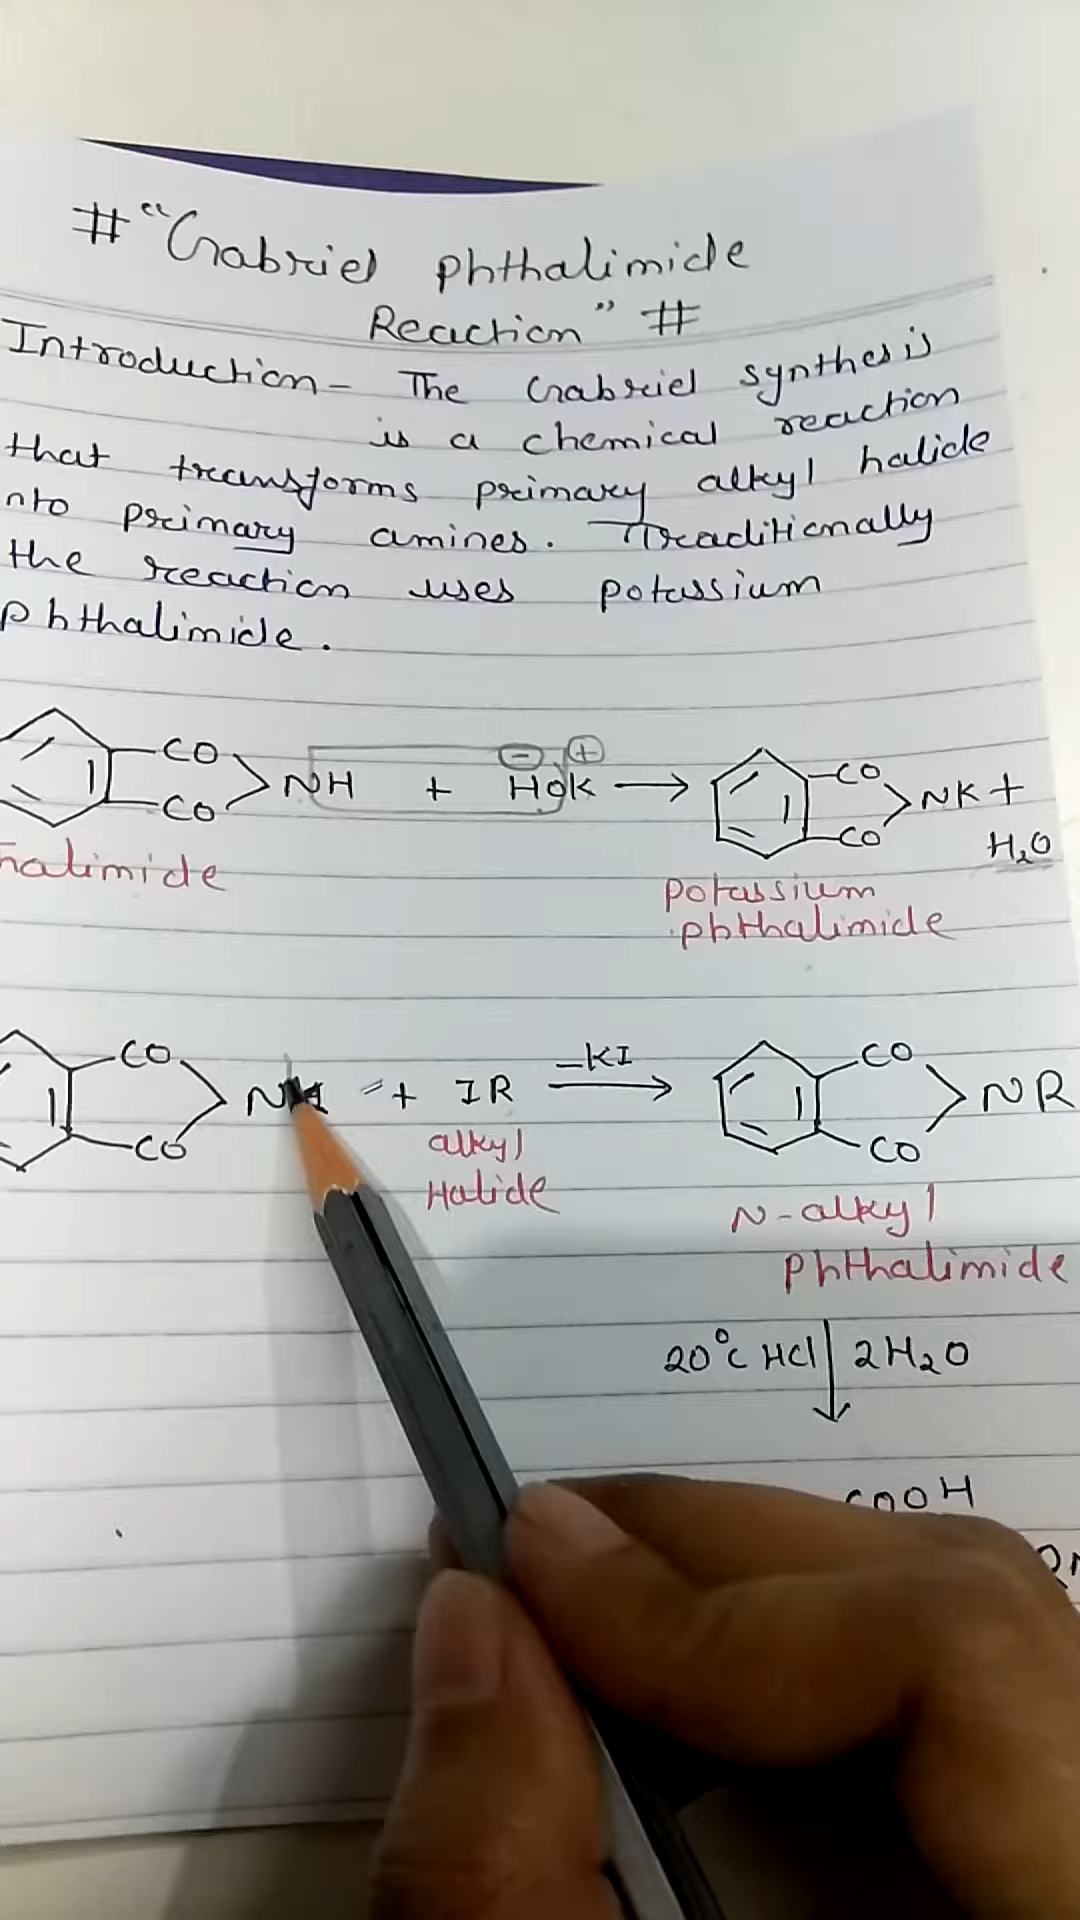 # "Gabriel phthalimide
Reaction" #
Introduction - The Gabriel synthesis
is a chemical reaction
that transforms primary alkyl halide
nto primary amines. Traditionally
the reaction uses potassium
phthalimide.
CO
CO
NH + HOK → CO
CO
NK +
H₂O
- +
halimide
potassium
phthalimide
CO
CO
+ IR -KI → CO
CO
NR
alkyl
Halide
N-alkyl
phthalimide
20°C HCl 2H₂O
COOH